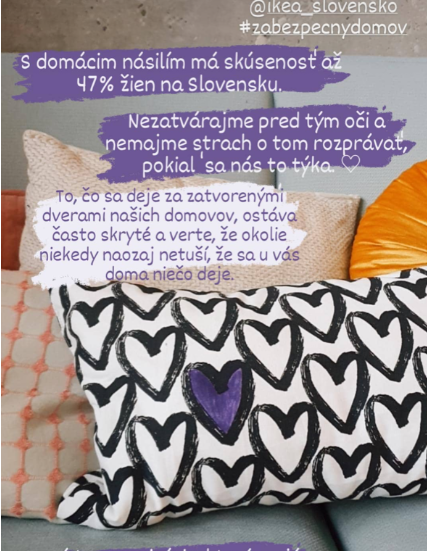 @ikea_slovensko
#zabezpecnydomov
S domácim násilím má skúsenosť až
47% žien na Slovensku.
Nezatvárajme pred tým oči a
nemajme strach o tom rozprávať,
pokiaľ sa nás to týka. ♡
To, čo sa deje za zatvorenými
dverami našich domovov, ostáva
často skryté a verte, že okolie
niekedy naozaj netuší, že sa u vás
doma niečo deje.